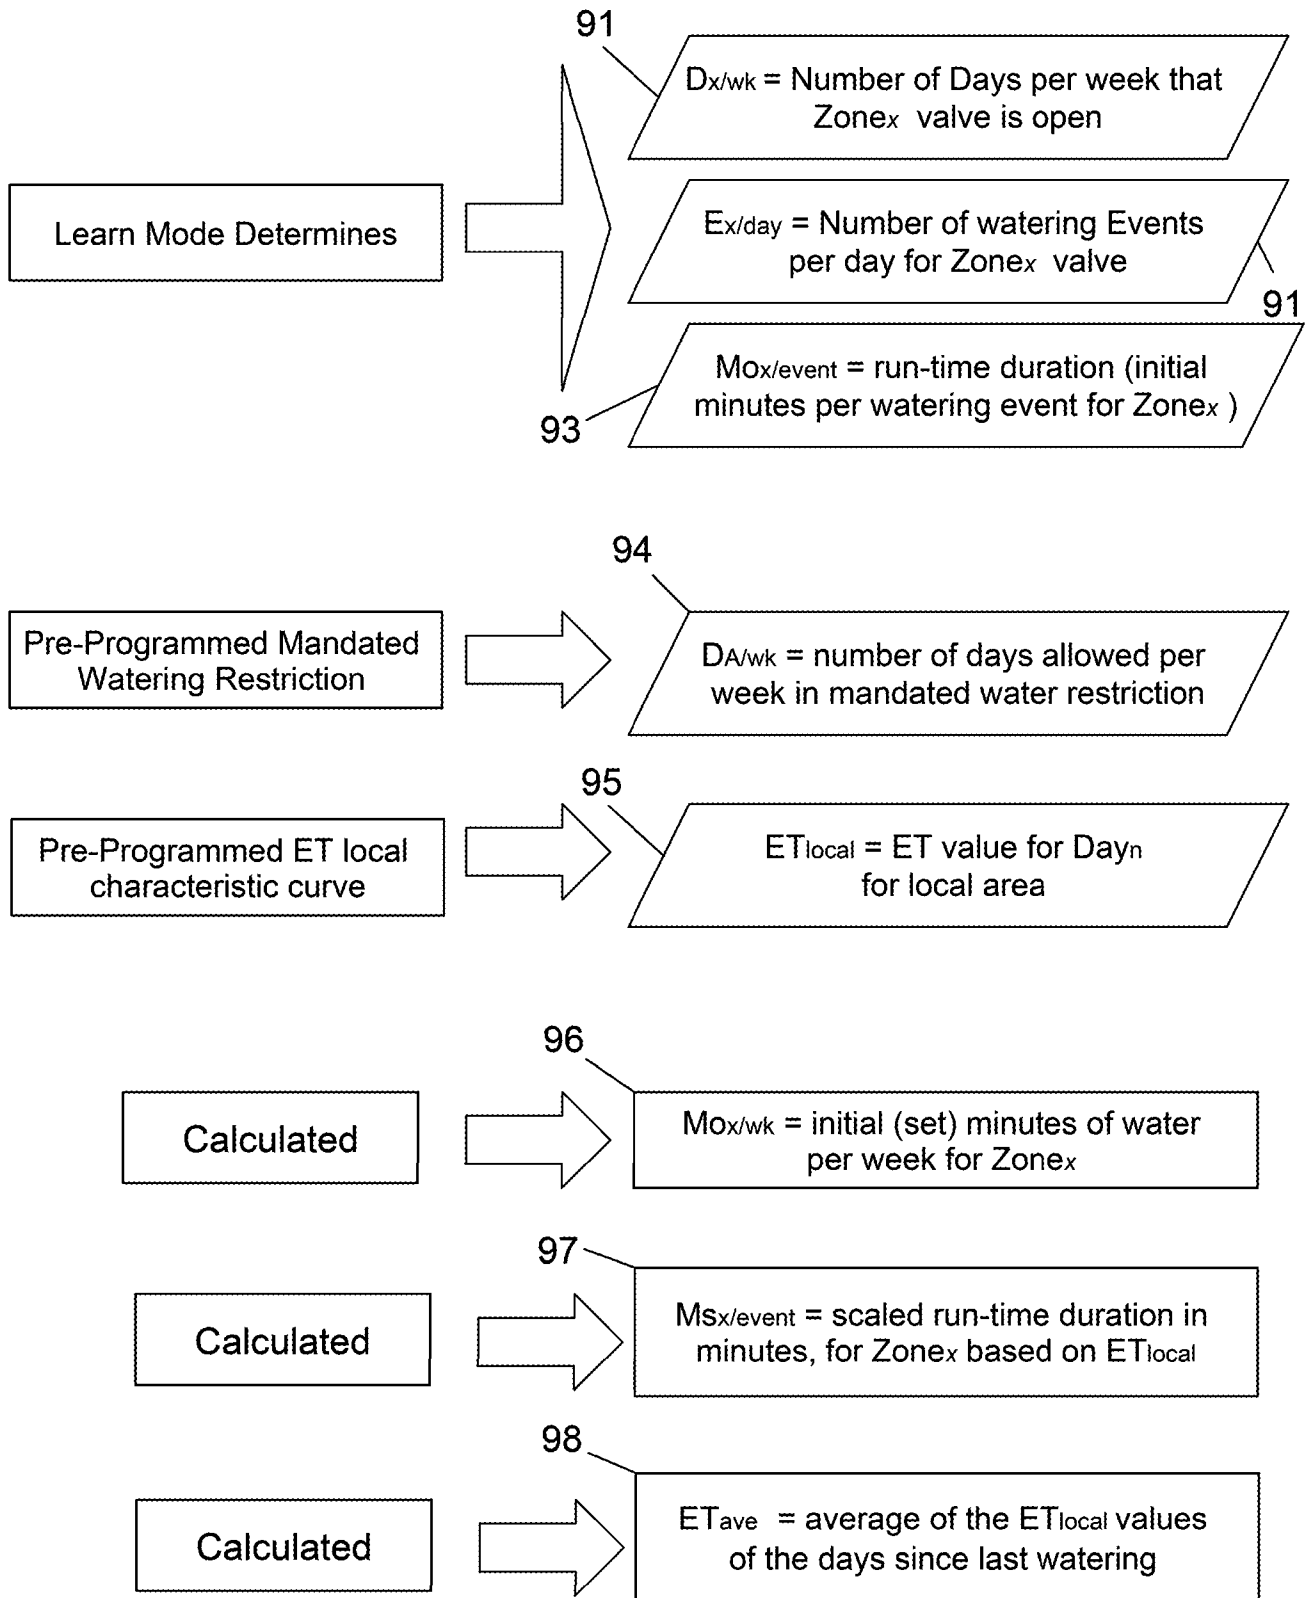 91
Dx/wk = Number of Days per week that
Zonex valve is open
Learn Mode Determines
Ex/day = Number of watering Events
per day for Zonex valve
91
Mox/event = run-time duration (initial
minutes per watering event for Zonex )
93
94
Pre-Programmed Mandated
Watering Restriction
DA/wk = number of days allowed per
week in mandated water restriction
95
Pre-Programmed ET local
characteristic curve
ETlocal = ET value for Dayn
for local area
96
Calculated
Mox/wk = initial (set) minutes of water
per week for Zonex
97
Calculated
Msx/event = scaled run-time duration in
minutes, for Zonex based on ETlocal
98
Calculated
ETave = average of the ETlocal values
of the days since last watering